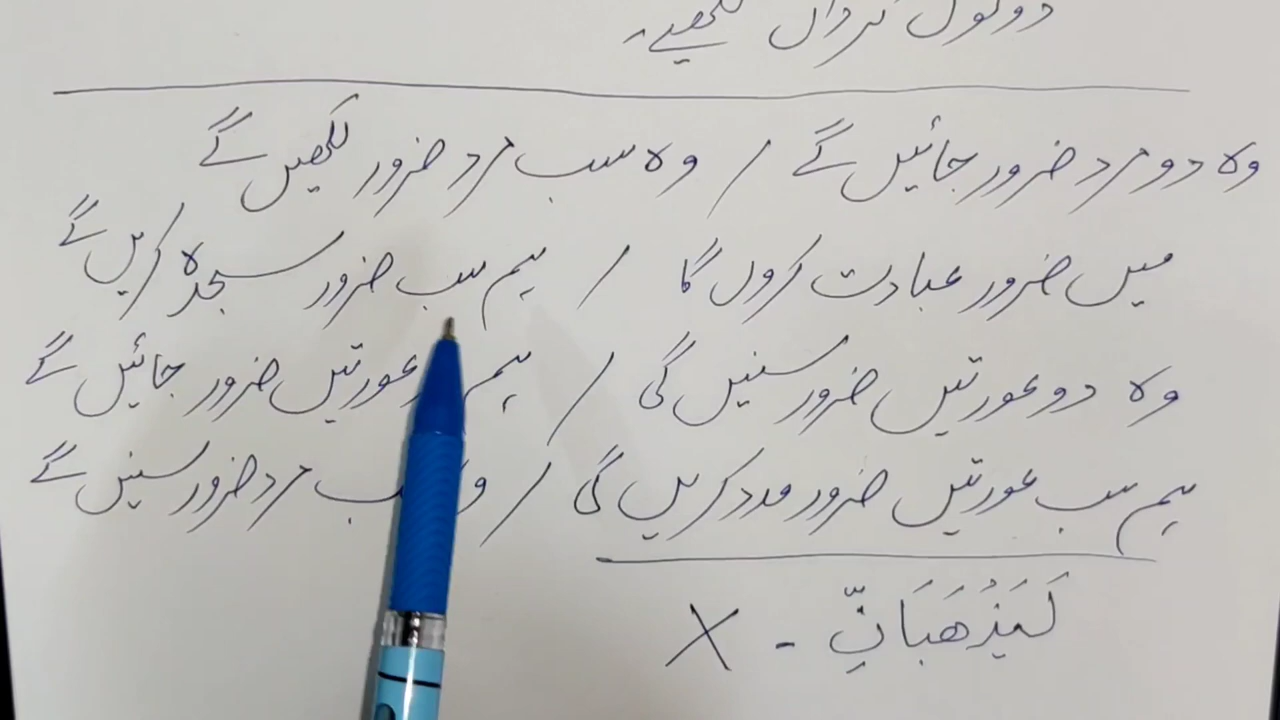 دونوں گردان لکھیے۔
وہ دو مرد ضرور جائیں گے / وہ سب مرد ضرور لکھیں گے
میں ضرور عبادت کروں گا / ہم سب ضرور سجدہ کریں گے
وہ دو عورتیں ضرور سنیں گی / ہم عورتیں ضرور جائیں گے
ہم سب عورتیں ضرور مدد کریں گی / مرد ضرور سنیں گے
لَيَذْهَبَانِّ - X